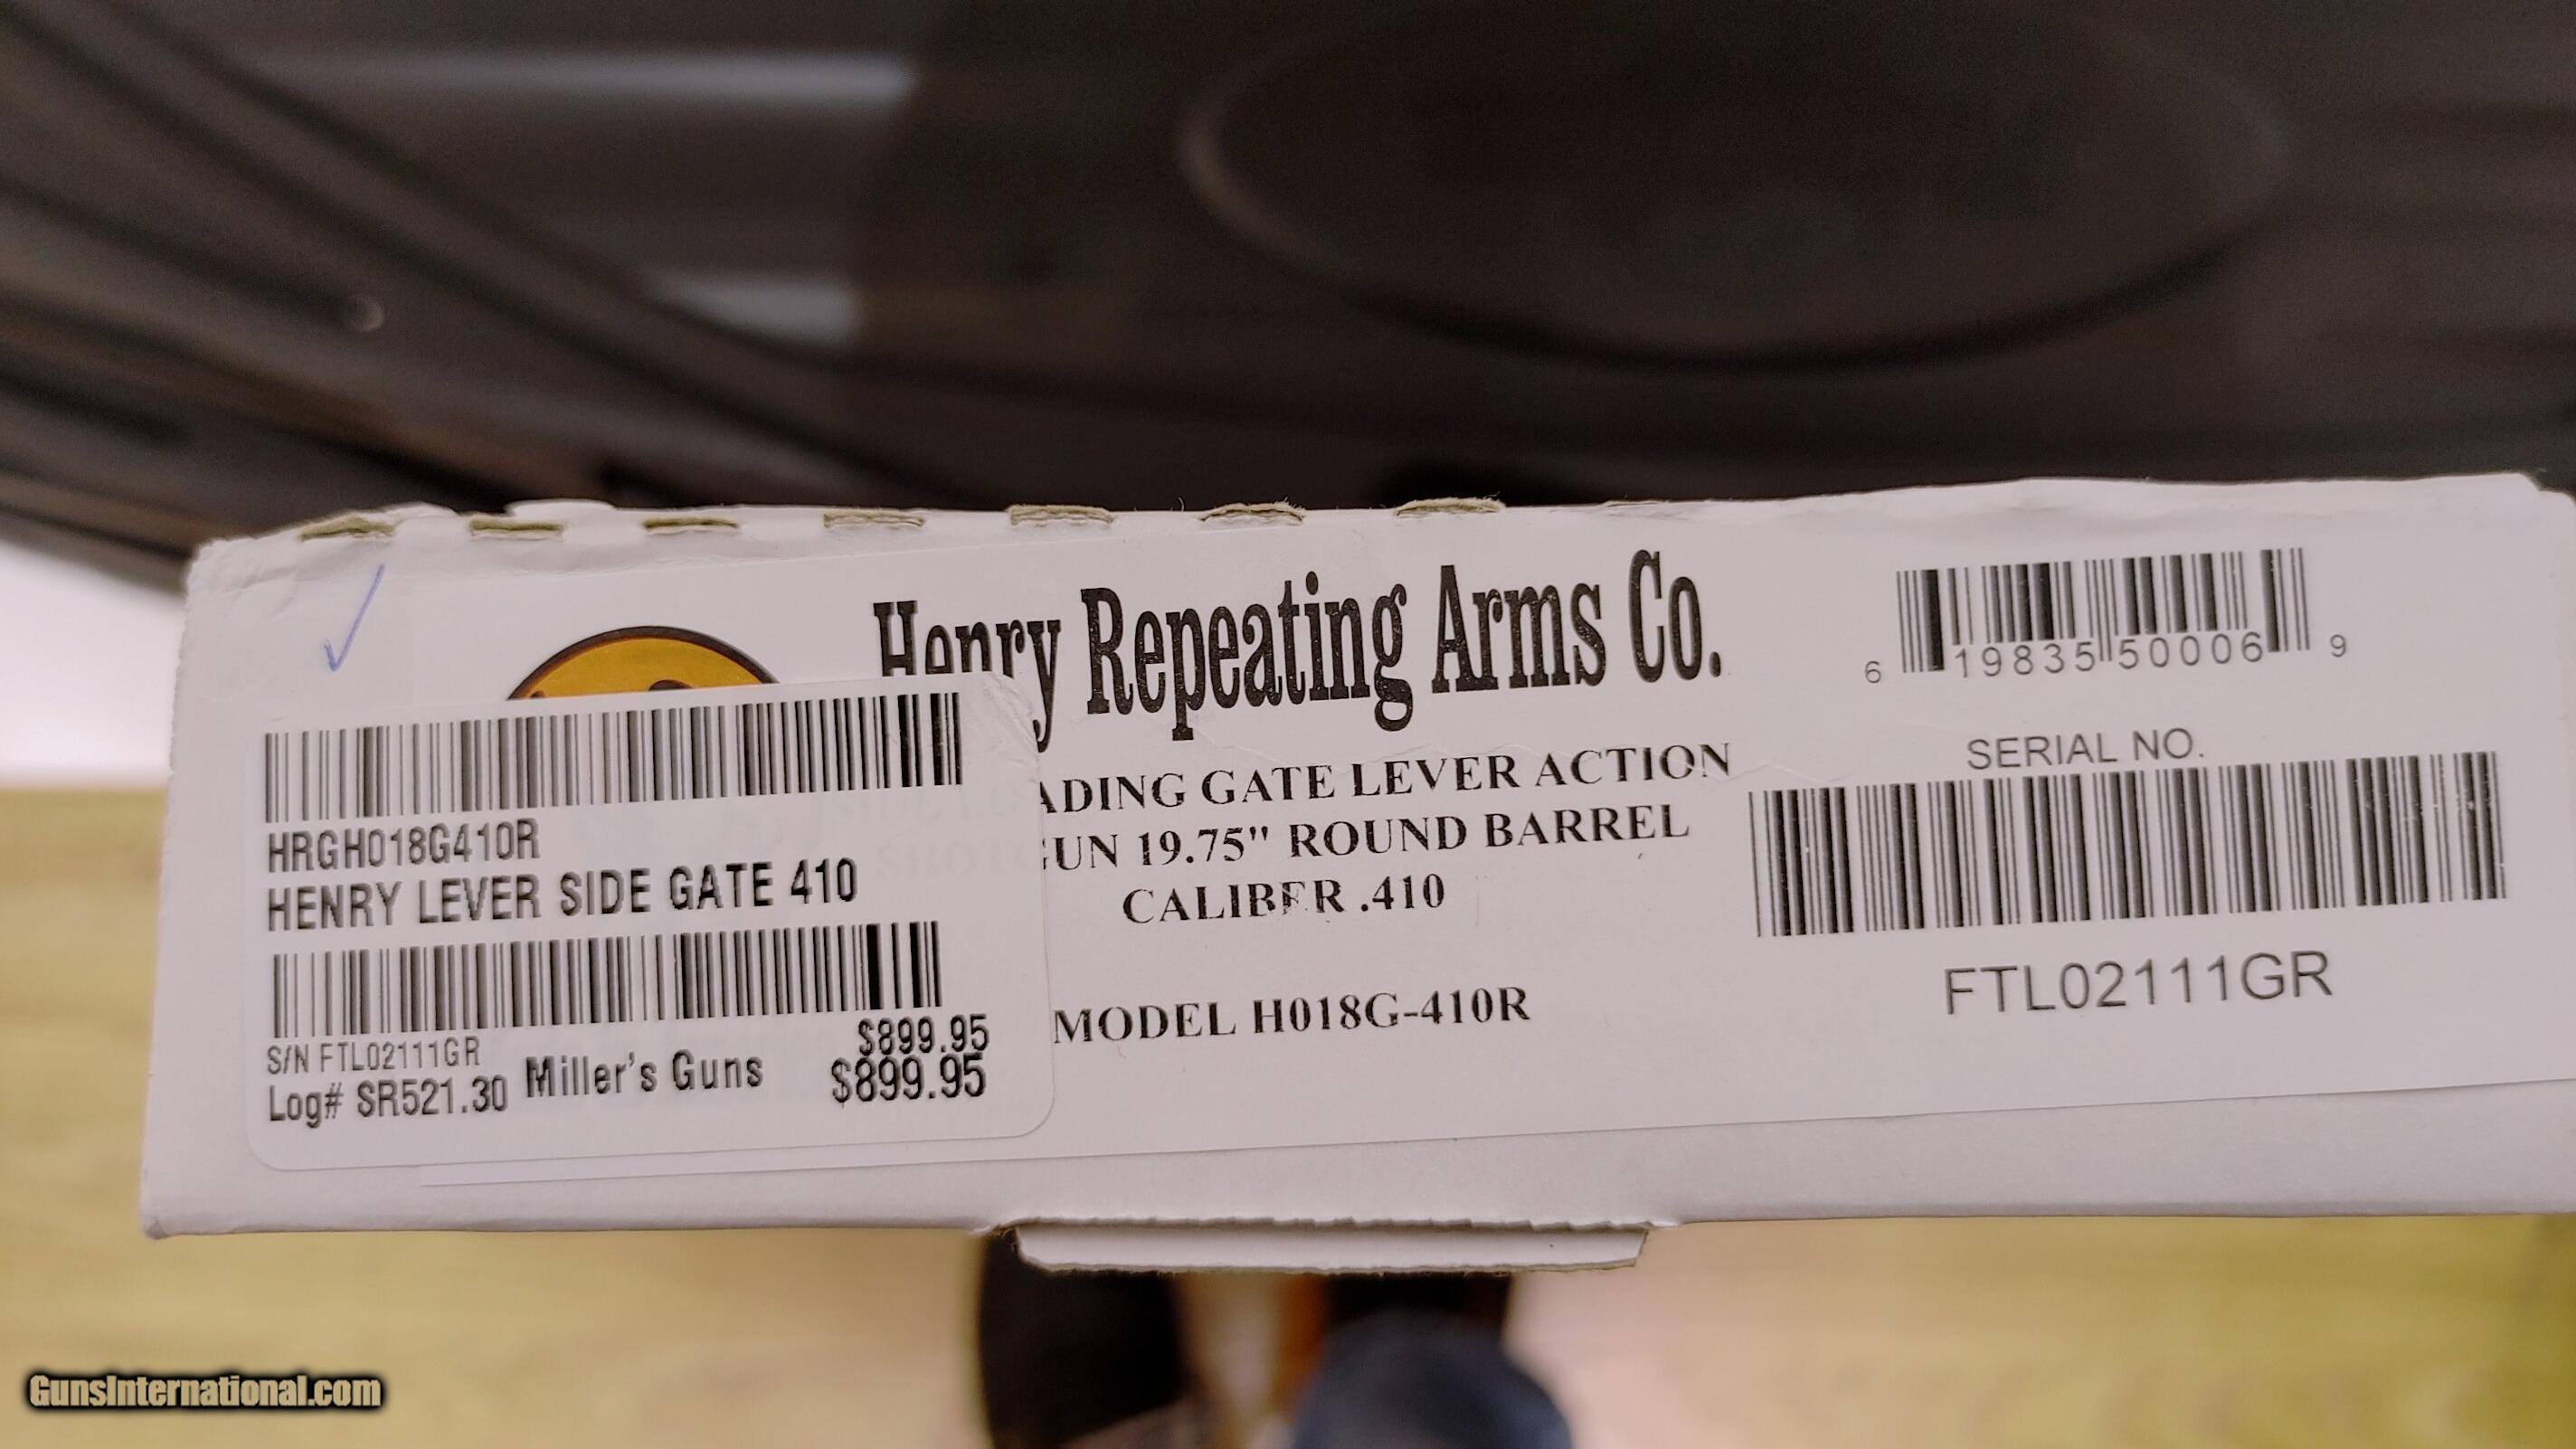 Henry Repeating Arms Co.
ADING GATE LEVER ACTION
GUN 19.75" ROUND BARREL
CALIBER .410
MODEL H018G-410R
6 19835 50006 9
SERIAL NO.
FTL02111GR
HRGH018G410R
HENRY LEVER SIDE GATE 410
$899.95
S/N FTL02111GR
Log# SR521.30 Miller's Guns $899.95
GunsInternational.com